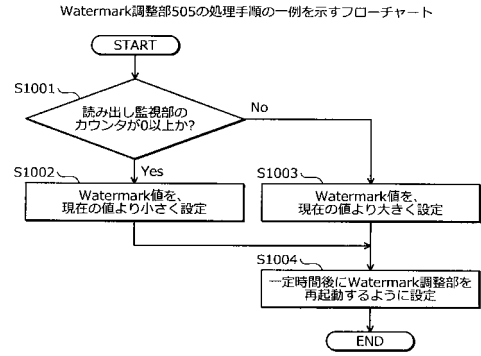 Watermark調整部505の処理手順の一例を示すフローチャート
START
S1001
読み出し監視部の
カウンタが0以上か?
No
Yes
S1002
Watermark値を、
現在の値より小さく設定
S1003
Watermark値を、
現在の値より大きく設定
S1004
一定時間後にWatermark調整部を
再起動するように設定
END